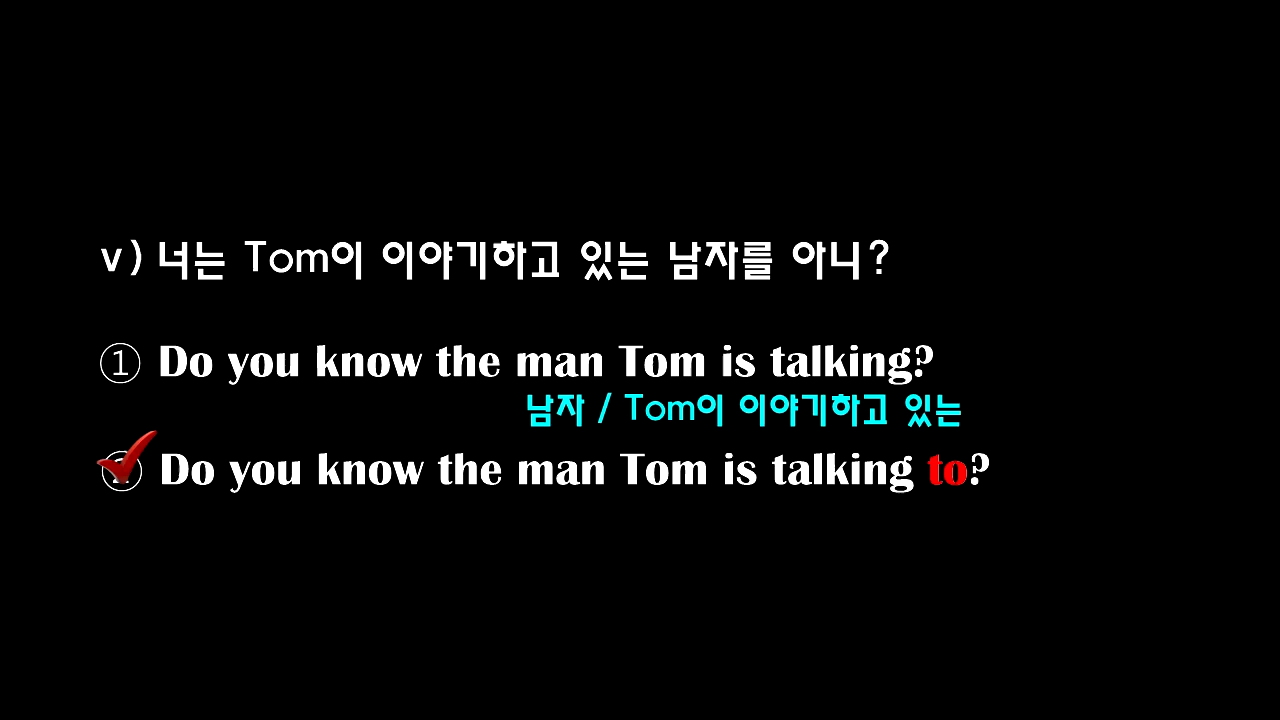 v) 너는 Tom이 이야기하고 있는 남자를 아니?
① Do you know the man Tom is talking?
남자 / Tom이 이야기하고 있는
② Do you know the man Tom is talking to?